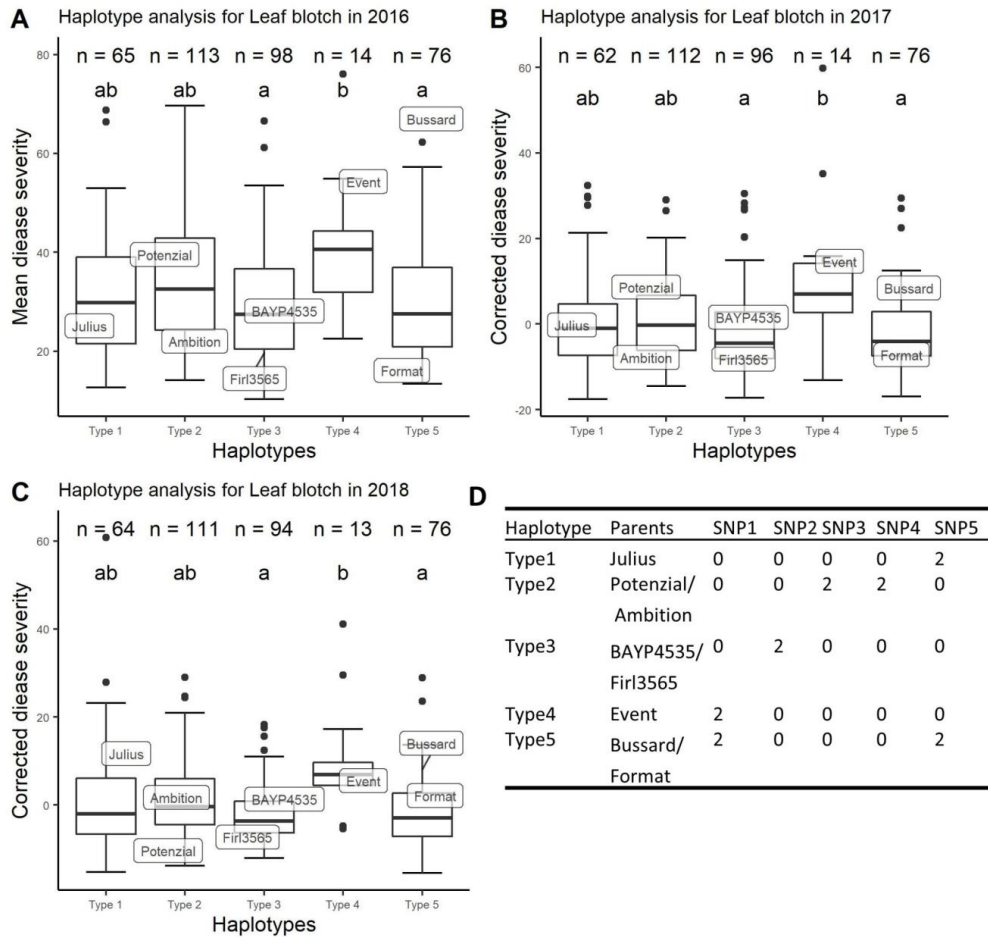 A Haplotype analysis for Leaf blotch in 2016
n = 65 n = 113 n = 98 n = 14 n = 76
ab ab a b a
Mean diease severity
80
60
40
20
Bussard
Event
Potenzial
BAYP4535
Julius
Ambition
Firl3565
Format
Type 1 Type 2 Type 3 Type 4 Type 5
Haplotypes
B Haplotype analysis for Leaf blotch in 2017
n = 62 n = 112 n = 96 n = 14 n = 76
ab ab a b a
Corrected diease severity
60
40
20
0
-20
Event
Potenzial
Bussard
BAYP4535
Julius
Ambition
Firl3565
Format
Type 1 Type 2 Type 3 Type 4 Type 5
Haplotypes
C Haplotype analysis for Leaf blotch in 2018
n = 64 n = 111 n = 94 n = 13 n = 76
ab ab a b a
Corrected diease severity
60
40
20
0
Julius
Bussard
Event
Ambition
BAYP4535
Format
Firl3565
Potenzial
Type 1 Type 2 Type 3 Type 4 Type 5
Haplotypes
D
Haplotype Parents SNP1 SNP2 SNP3 SNP4 SNP5
Type1 Julius 0 0 0 0 2
Type2 Potenzial/ 0 0 2 2 0
Ambition
Type3 BAYP4535/ 0 2 0 0 0
Firl3565
Type4 Event 2 0 0 0 0
Type5 Bussard/ 2 0 0 0 2
Format